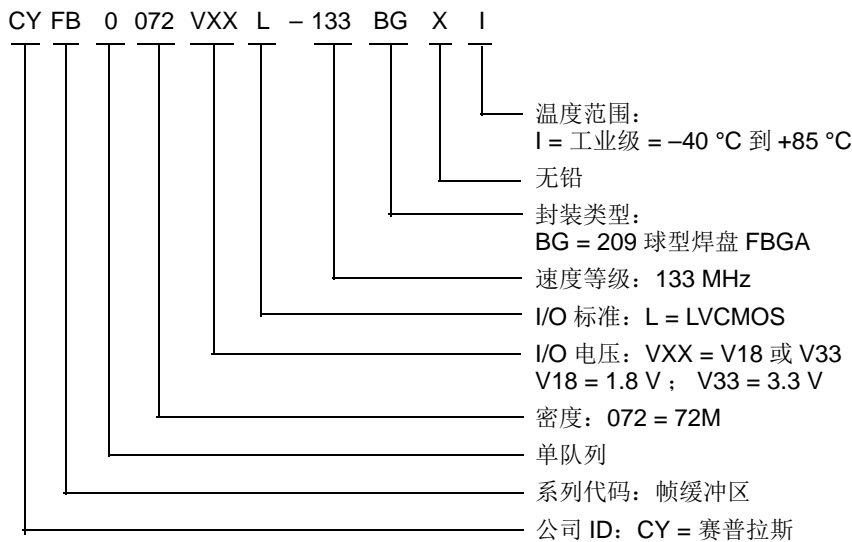 CY FB 0 072 VXX L – 133 BG X I
温度范围：
I = 工业级 = –40 °C 到 +85 °C
无铅
封装类型：
BG = 209 球型焊盘 FBGA
速度等级：133 MHz
I/O 标准：L = LVCMOS
I/O 电压：VXX = V18 或 V33
V18 = 1.8 V ； V33 = 3.3 V
密度：072 = 72M
单队列
系列代码：帧缓冲区
公司 ID：CY = 赛普拉斯